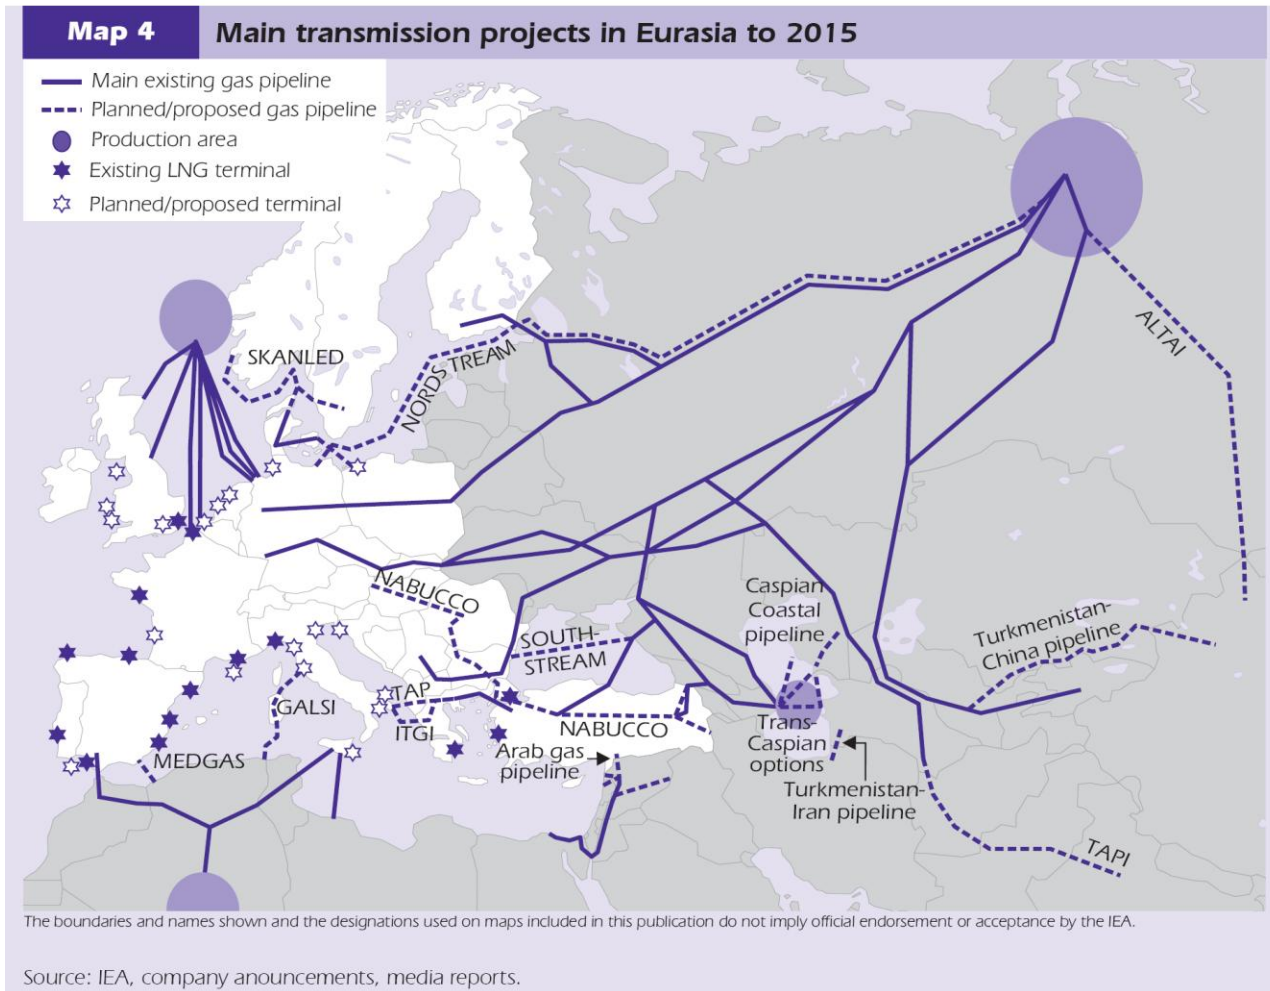 Map 4
Main transmission projects in Eurasia to 2015
Main existing gas pipeline
Planned/proposed gas pipeline
Production area
Existing LNG terminal
Planned/proposed terminal
SKANLED
NORDSTREAM
ALTAI
NABUCCO
Caspian
Coastal
pipeline
Turkmenistan-
China pipeline
SOUTH-
STREAM
TAP
ITGI
GALSI
MEDGAS
NABUCCO
Arab gas
pipeline
Trans-
Caspian
options
Turkmenistan-
Iran pipeline
TAPI
The boundaries and names shown and the designations used on maps included in this publication do not imply official endorsement or acceptance by the IEA.
Source: IEA, company anouncements, media reports.